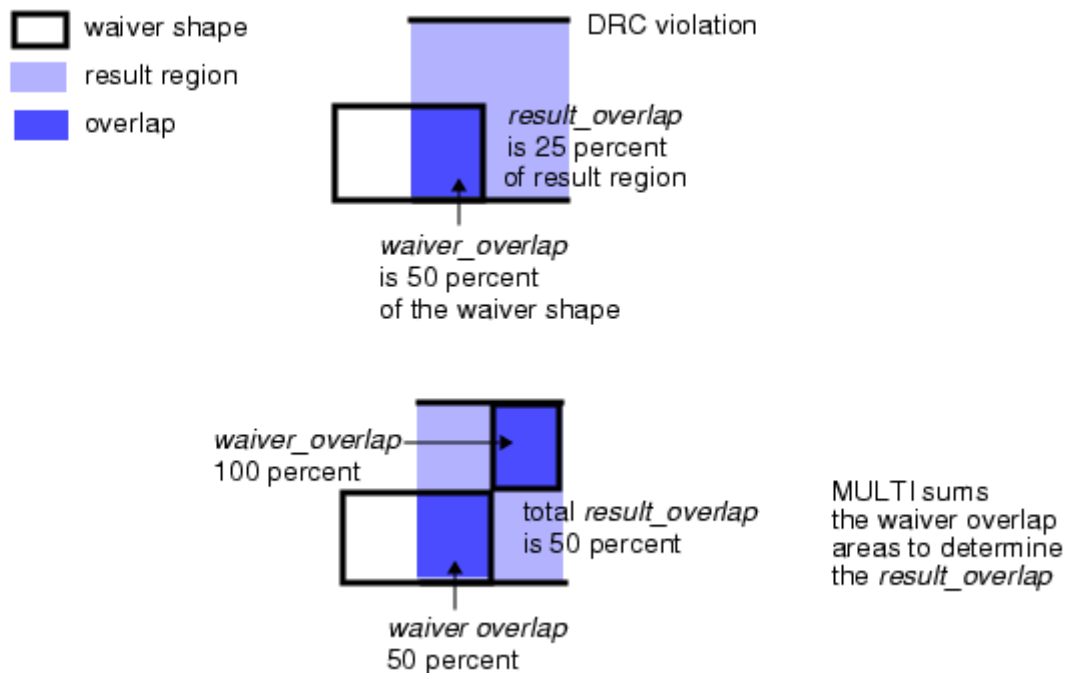 waiver shape
result region
overlap
DRC violation
result_overlap
is 25 percent
of result region
waiver_overlap
is 50 percent
of the waiver shape
waiver_overlap
100 percent
total result_overlap
is 50 percent
MULTI sums
the waiver overlap
areas to determine
the result_overlap
waiver overlap
50 percent